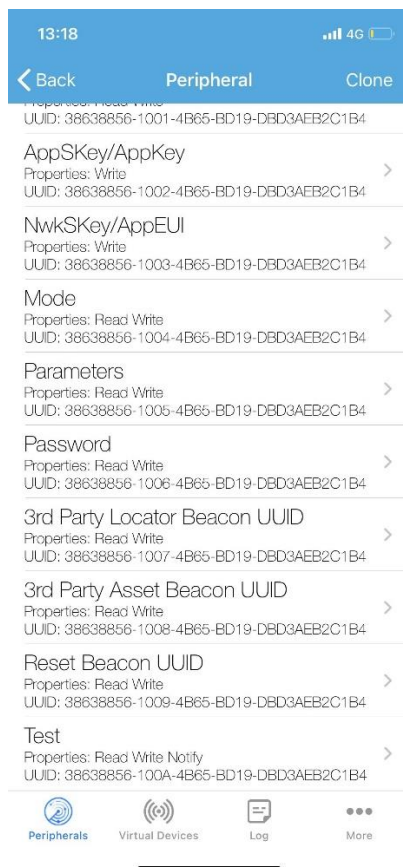 13:18
4G
Back
Peripheral
Clone
Properties: Read Write
UUID: 38638856-1001-4B65-BD19-DBD3AEB2C1B4
AppSKey/AppKey
Properties: Write
UUID: 38638856-1002-4B65-BD19-DBD3AEB2C1B4
NwkSKey/AppEUI
Properties: Write
UUID: 38638856-1003-4B65-BD19-DBD3AEB2C1B4
Mode
Properties: Read Write
UUID: 38638856-1004-4B65-BD19-DBD3AEB2C1B4
Parameters
Properties: Read Write
UUID: 38638856-1005-4B65-BD19-DBD3AEB2C1B4
Password
Properties: Read Write
UUID: 38638856-1006-4B65-BD19-DBD3AEB2C1B4
3rd Party Locator Beacon UUID
Properties: Read Write
UUID: 38638856-1007-4B65-BD19-DBD3AEB2C1B4
3rd Party Asset Beacon UUID
Properties: Read Write
UUID: 38638856-1008-4B65-BD19-DBD3AEB2C1B4
Reset Beacon UUID
Properties: Read Write
UUID: 38638856-1009-4B65-BD19-DBD3AEB2C1B4
Test
Properties: Read Write Notify
UUID: 38638856-100A-4B65-BD19-DBD3AEB2C1B4
Peripherals
Virtual Devices
Log
More